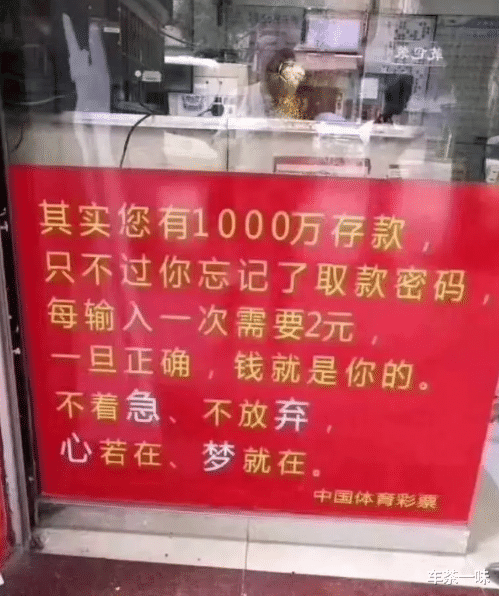 其实您有1000万存款，
只不过你忘记了取款密码，
每输入一次需要2元，
一旦正确，钱就是你的。
不着急、不放弃，
心若在、梦就在。
中国体育彩票
车茶一味